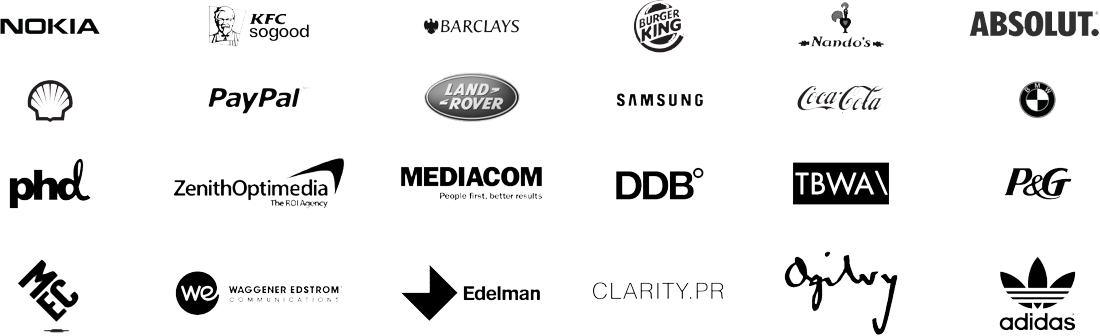 NOKIA
KFC
sogood
BARCLAYS
BURGER
KING
Nando's
ABSOLUT.
PayPal
LAND-
-ROVER
SAMSUNG
Coca-Cola
BMW
phd
ZenithOptimedia
The ROI Agency
MEDIACOM
People first, better results
DDB°
TBWA\
P&G
MEC
we
WAGGENER EDSTROM
COMMUNICATIONS
Edelman
CLARITY.PR
Ogilvy
adidas